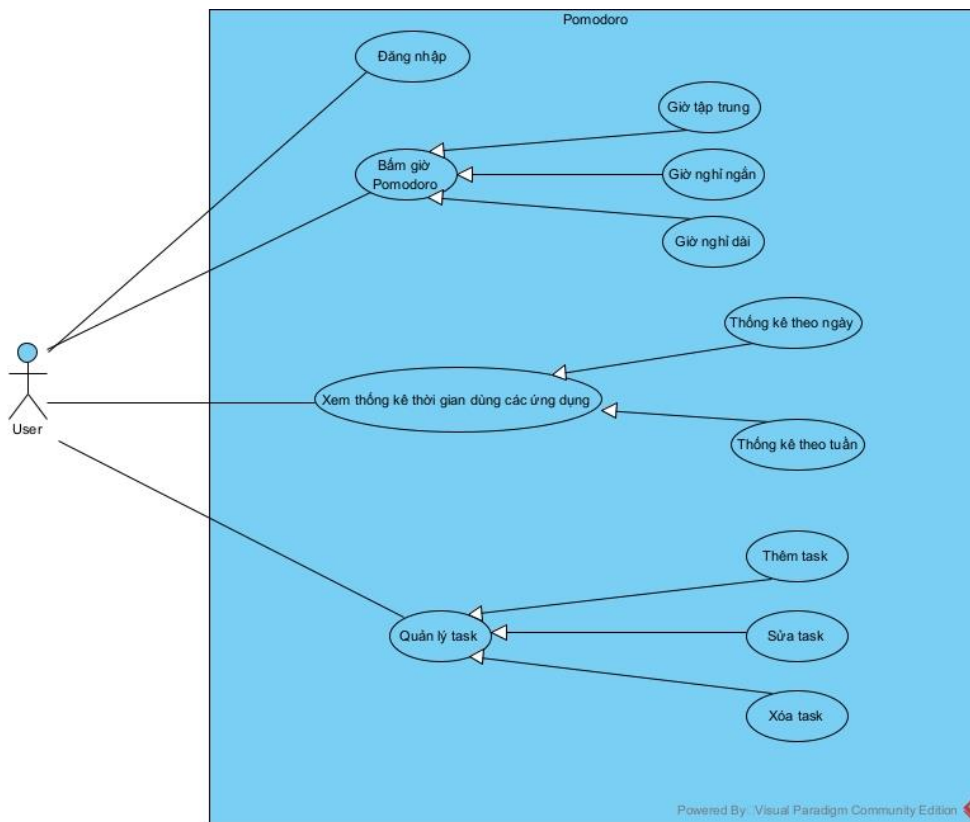 Pomodoro
Đăng nhập
Giờ tập trung
Bấm giờ
Pomodoro
Giờ nghỉ ngắn
Giờ nghỉ dài
Thống kê theo ngày
Xem thống kê thời gian dùng các ứng dụng
User
Thống kê theo tuần
Thêm task
Quản lý task
Sửa task
Xóa task
Powered By: Visual Paradigm Community Edition